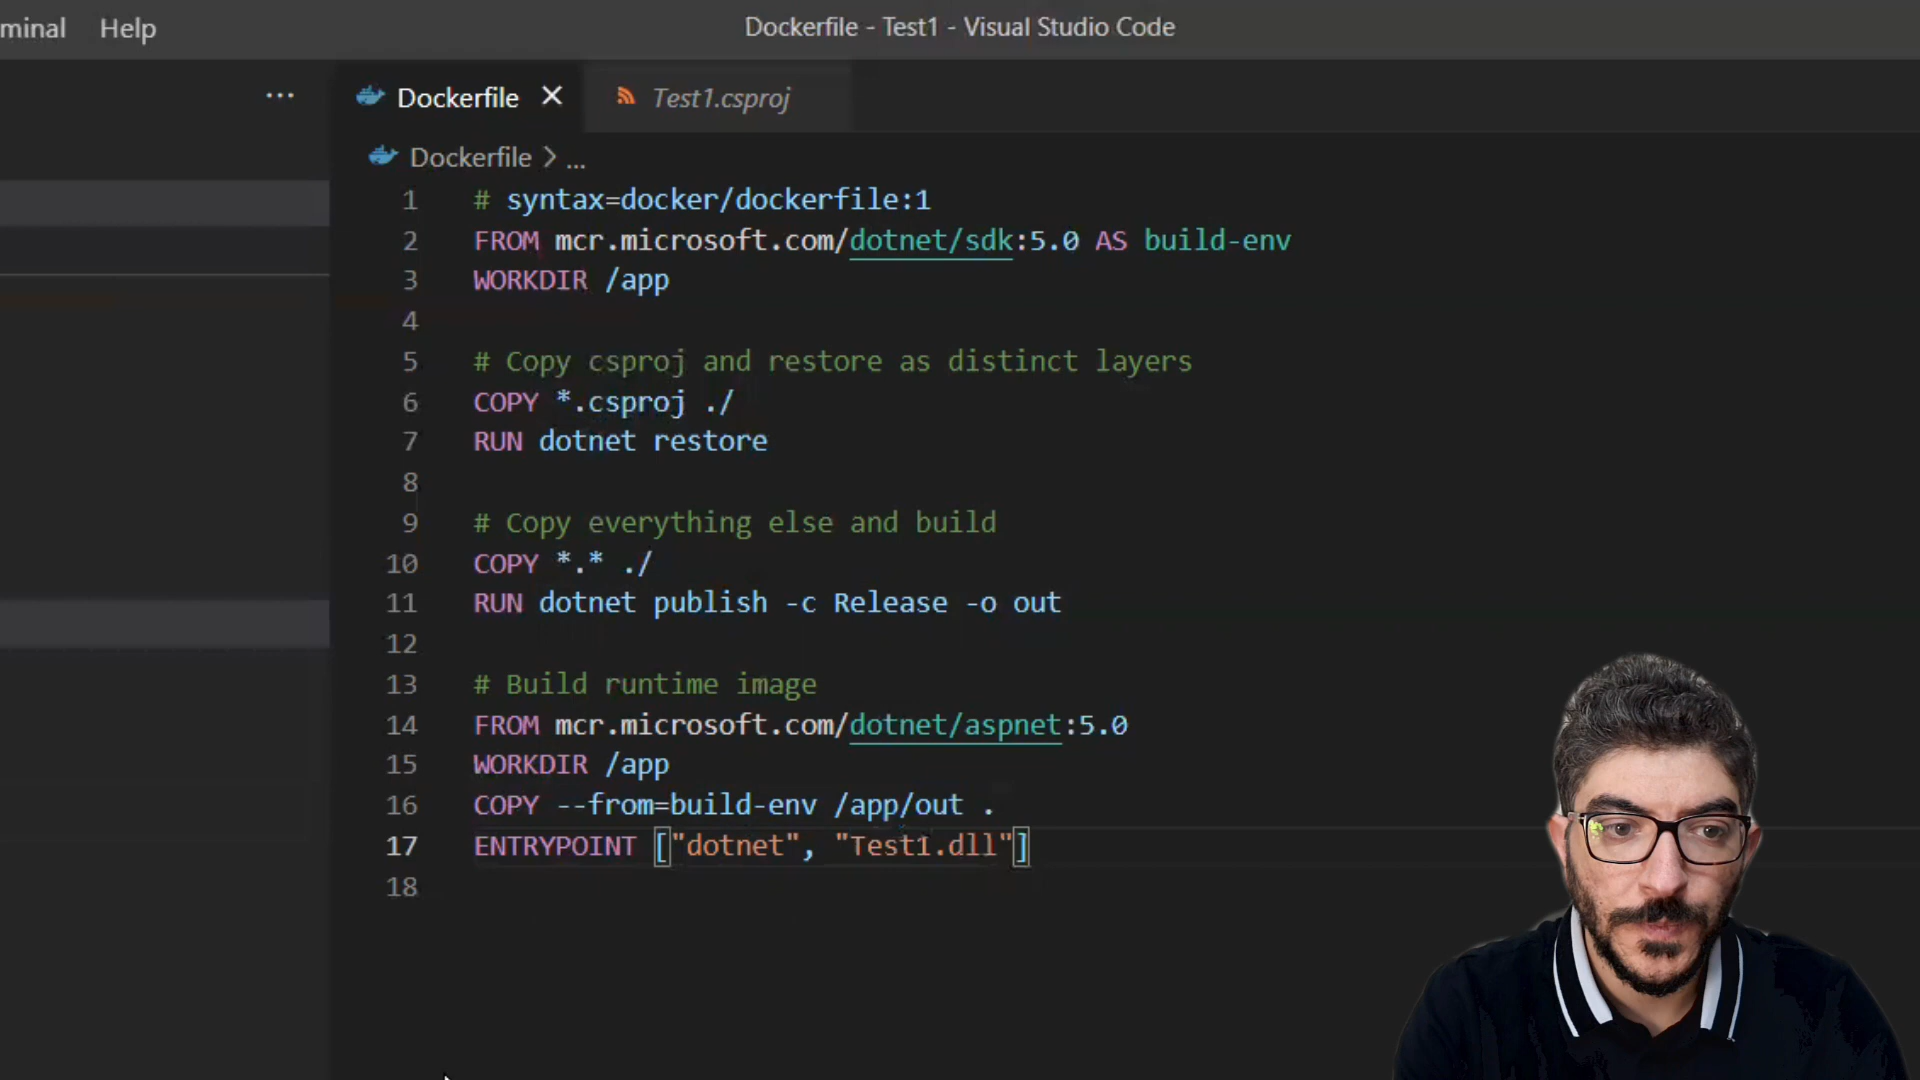 minal Help
Dockerfile - Test1 - Visual Studio Code
... Dockerfile Test1.csproj
Dockerfile > ...
1 # syntax=docker/dockerfile:1
2 FROM mcr.microsoft.com/dotnet/sdk:5.0 AS build-env
3 WORKDIR /app
4
5 # Copy csproj and restore as distinct layers
6 COPY *.csproj ./
7 RUN dotnet restore
8
9 # Copy everything else and build
10 COPY *.* ./
11 RUN dotnet publish -c Release -o out
12
13 # Build runtime image
14 FROM mcr.microsoft.com/dotnet/aspnet:5.0
15 WORKDIR /app
16 COPY --from=build-env /app/out .
17 ENTRYPOINT ["dotnet", "Test1.dll"]
18